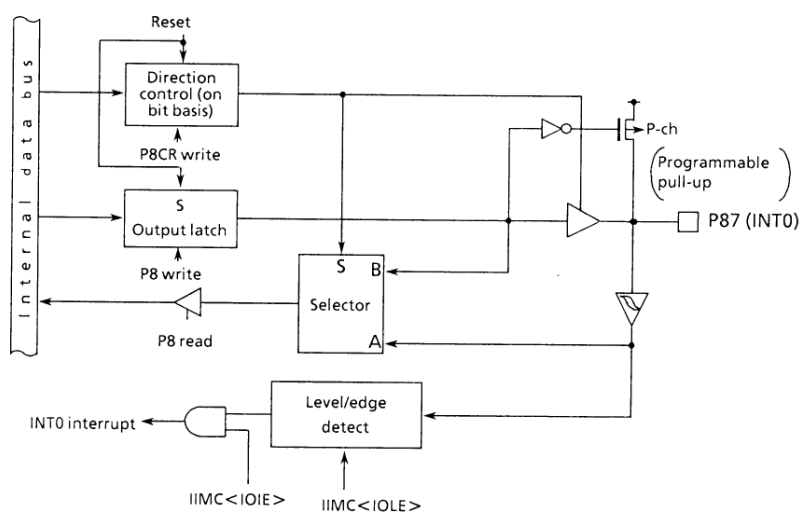 Reset
Internal data bus
Direction
control (on
bit basis)
P8CR write
P-ch
(Programmable
pull-up)
S
Output latch
P87 (INT0)
P8 write
S
B
Selector
A
P8 read
Level/edge
detect
INT0 interrupt
IIMC<IOIE>
IIMC<IOLE>